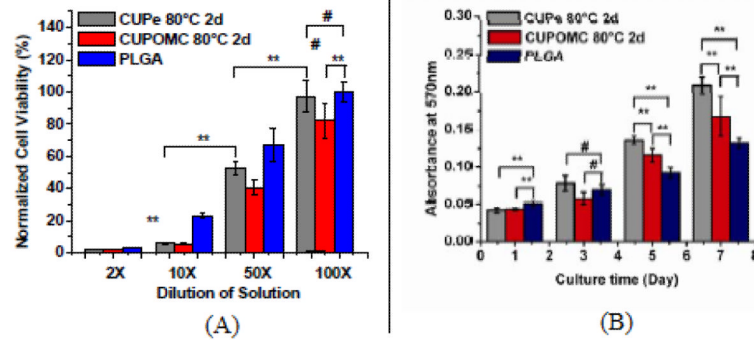 CUPe 80°C 2d
CUPOMC 80°C 2d
PLGA
#
#
**
**
**
**
Normalized Cell Viability (%)
140
120
100
80
60
40
20
0
2X 10X 50X 100X
Dilution of Solution
(A)
CUPe 80°C 2d
CUPOMC 80°C 2d
PLGA
**
**
**
**
**
**
#
#
**
**
Absorbance at 570nm
0.30
0.25
0.20
0.15
0.10
0.05
0.00
0 1 2 3 4 5 6 7 8
Culture time (Day)
(B)